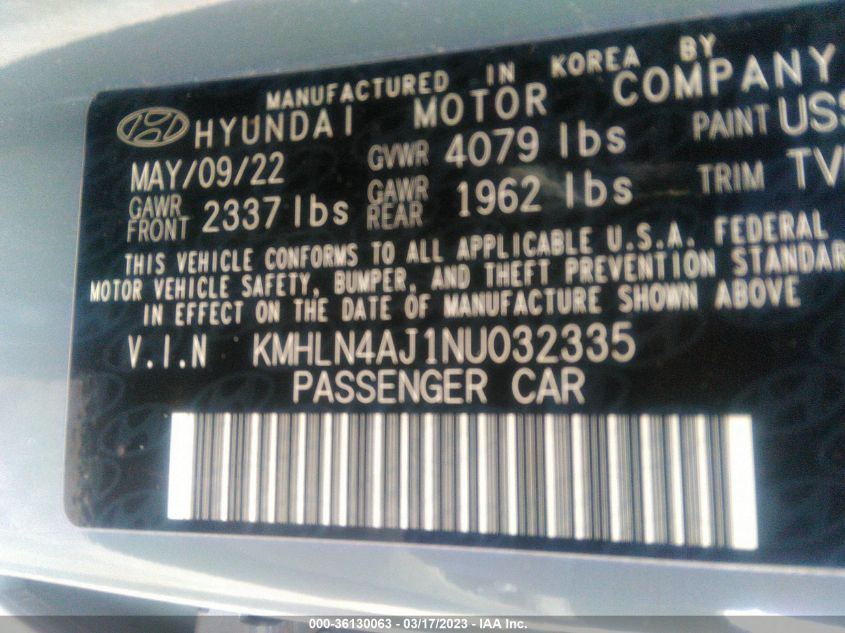 MANUFACTURED IN KOREA BY
HYUNDAI MOTOR COMPANY
MAY/09/22 GVWR 4079 lbs PAINT
GAWR FRONT 2337 lbs GAWR REAR 1962 lbs TRIM
THIS VEHICLE CONFORMS TO ALL APPLICABLE U.S.A. FEDERAL
MOTOR VEHICLE SAFETY, BUMPER, AND THEFT PREVENTION STANDAR
IN EFFECT ON THE DATE OF MANUFACTURE SHOWN ABOVE
V.I.N KMHLN4AJ1NU032335
PASSENGER CAR
000-36130063 - 03/17/2023 - IAA Inc.